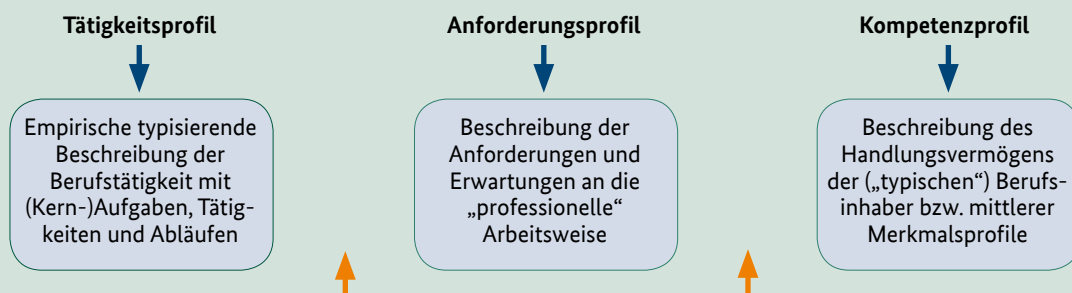 Tätigkeitsprofil
Empirische typisierende
Beschreibung der
Berufstätigkeit mit
(Kern-)Aufgaben, Tätig-
keiten und Abläufen
Anforderungsprofil
Beschreibung der
Anforderungen und
Erwartungen an die
„professionelle“
Arbeitsweise
Kompetenzprofil
Beschreibung des
Handlungsvermögens
der („typischen“) Berufs-
inhaber bzw. mittlerer
Merkmalsprofile